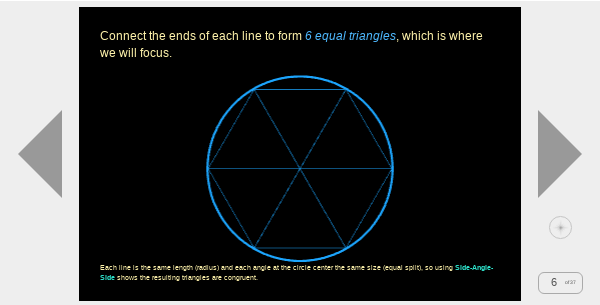 Connect the ends of each line to form 6 equal triangles, which is where
we will focus.
Each line is the same length (radius) and each angle at the circle center the same size (equal split), so using Side-Angle-
Side shows the resulting triangles are congruent.
6 of 37